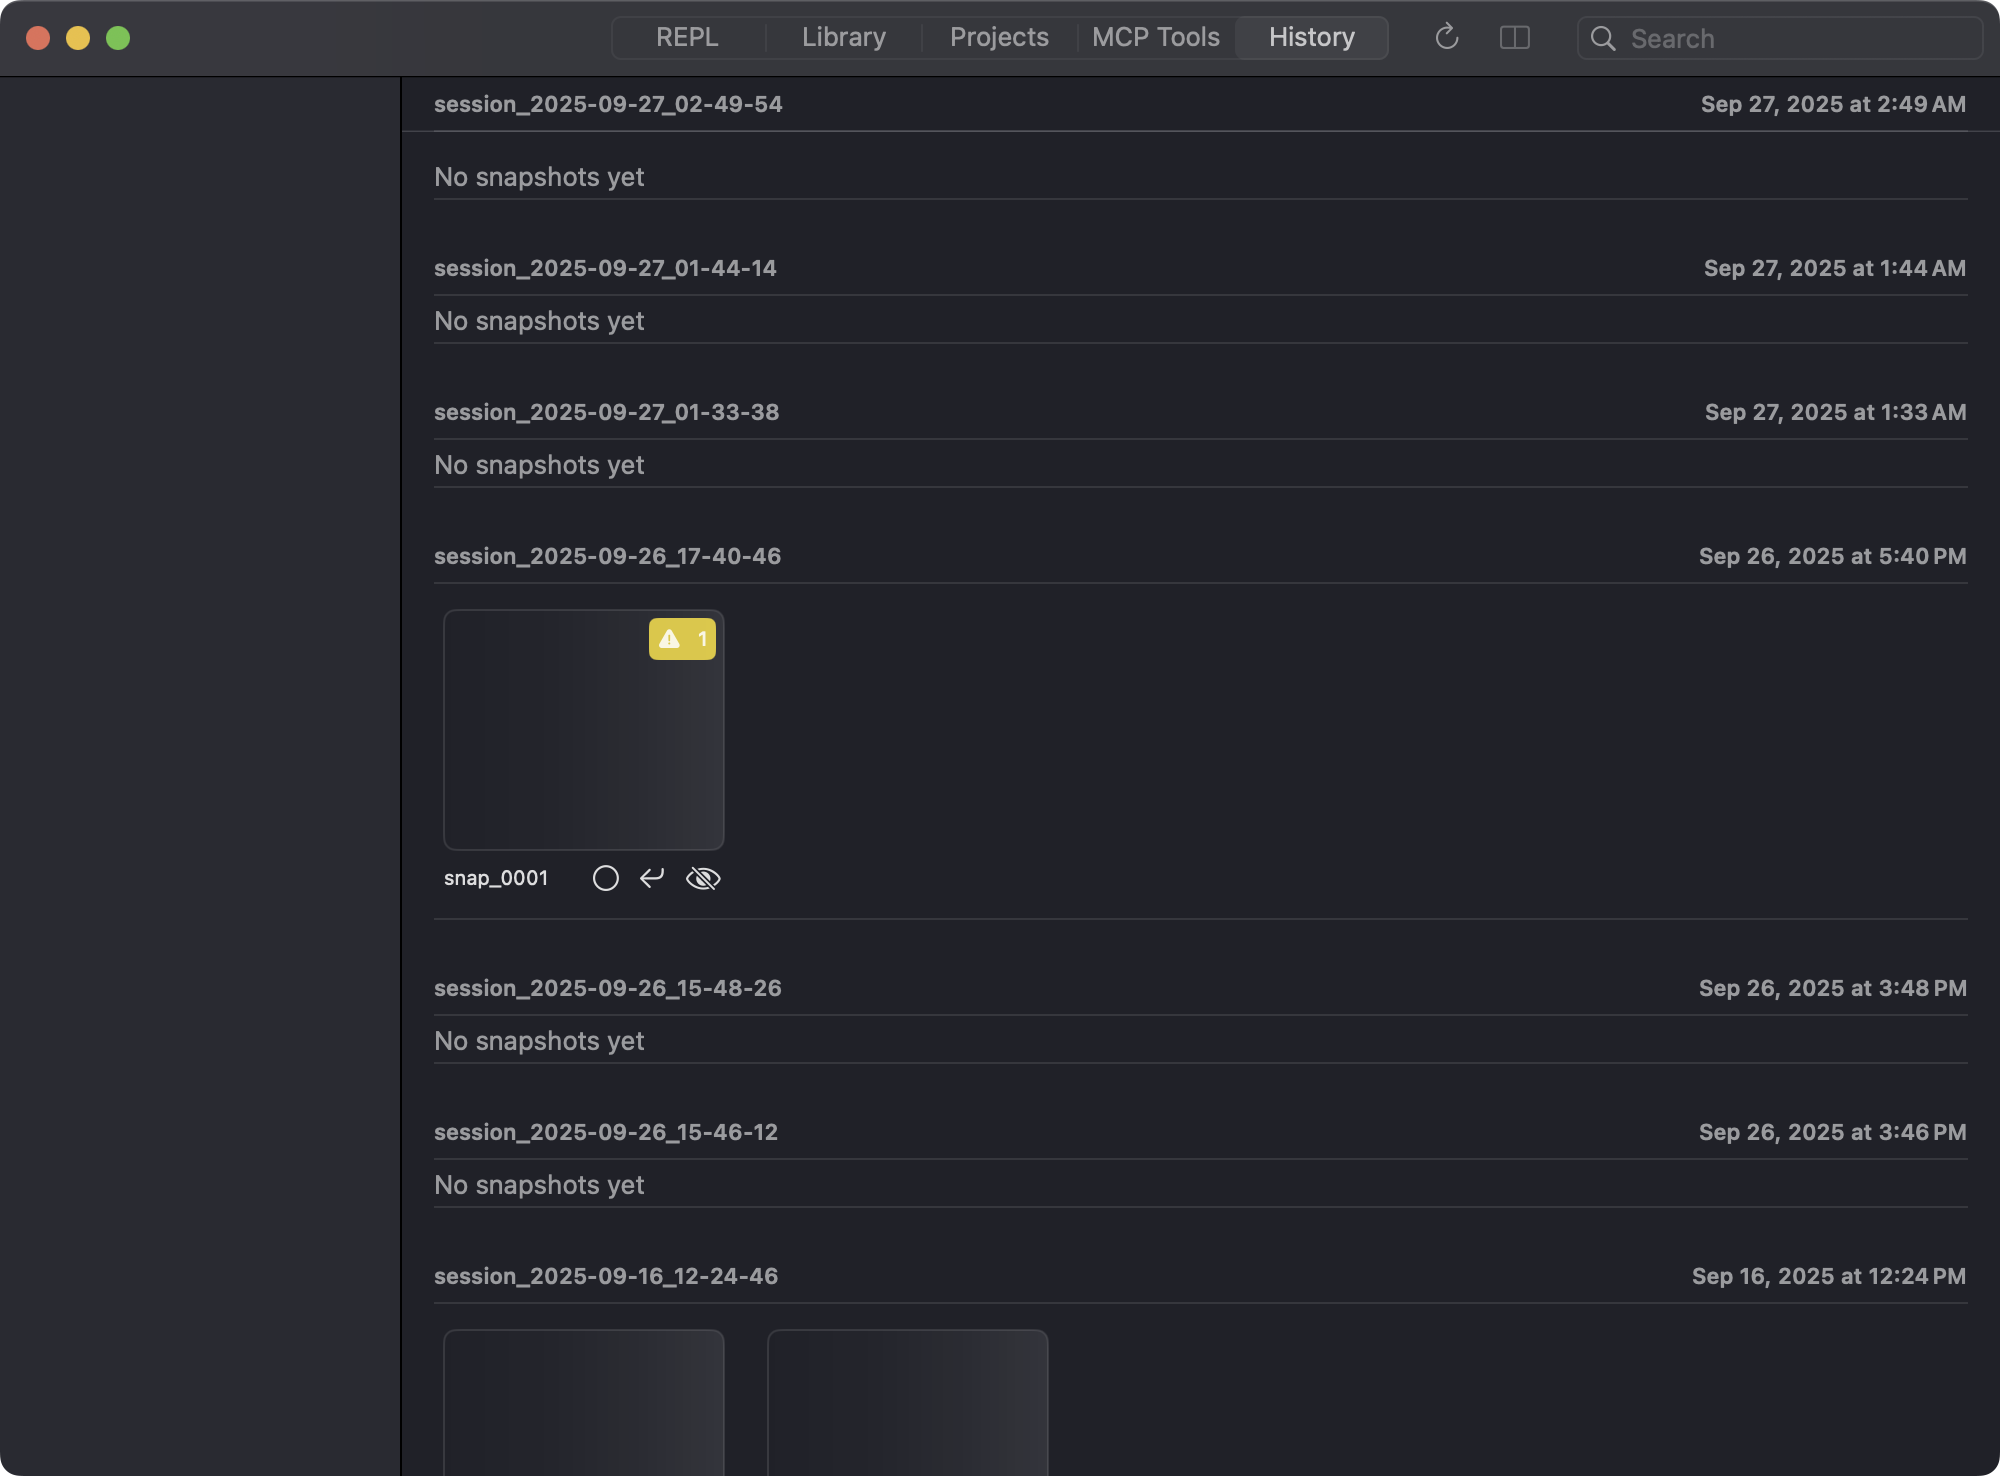 REPL Library Projects MCP Tools History Search
session_2025-09-27_02-49-54 Sep 27, 2025 at 2:49 AM
No snapshots yet
session_2025-09-27_01-44-14 Sep 27, 2025 at 1:44 AM
No snapshots yet
session_2025-09-27_01-33-38 Sep 27, 2025 at 1:33 AM
No snapshots yet
session_2025-09-26_17-40-46 Sep 26, 2025 at 5:40 PM
1
snap_0001
session_2025-09-26_15-48-26 Sep 26, 2025 at 3:48 PM
No snapshots yet
session_2025-09-26_15-46-12 Sep 26, 2025 at 3:46 PM
No snapshots yet
session_2025-09-16_12-24-46 Sep 16, 2025 at 12:24 PM